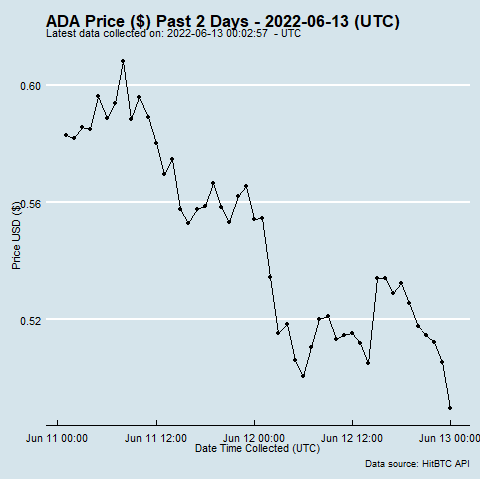 ADA Price ($) Past 2 Days - 2022-06-13 (UTC)
Latest data collected on: 2022-06-13 00:02:57 - UTC
0.60
0.56
0.52
Price USD ($)
Jun 11 00:00 Jun 11 12:00 Jun 12 00:00 Jun 12 12:00 Jun 13 00:00
Date Time Collected (UTC)
Data source: HitBTC API